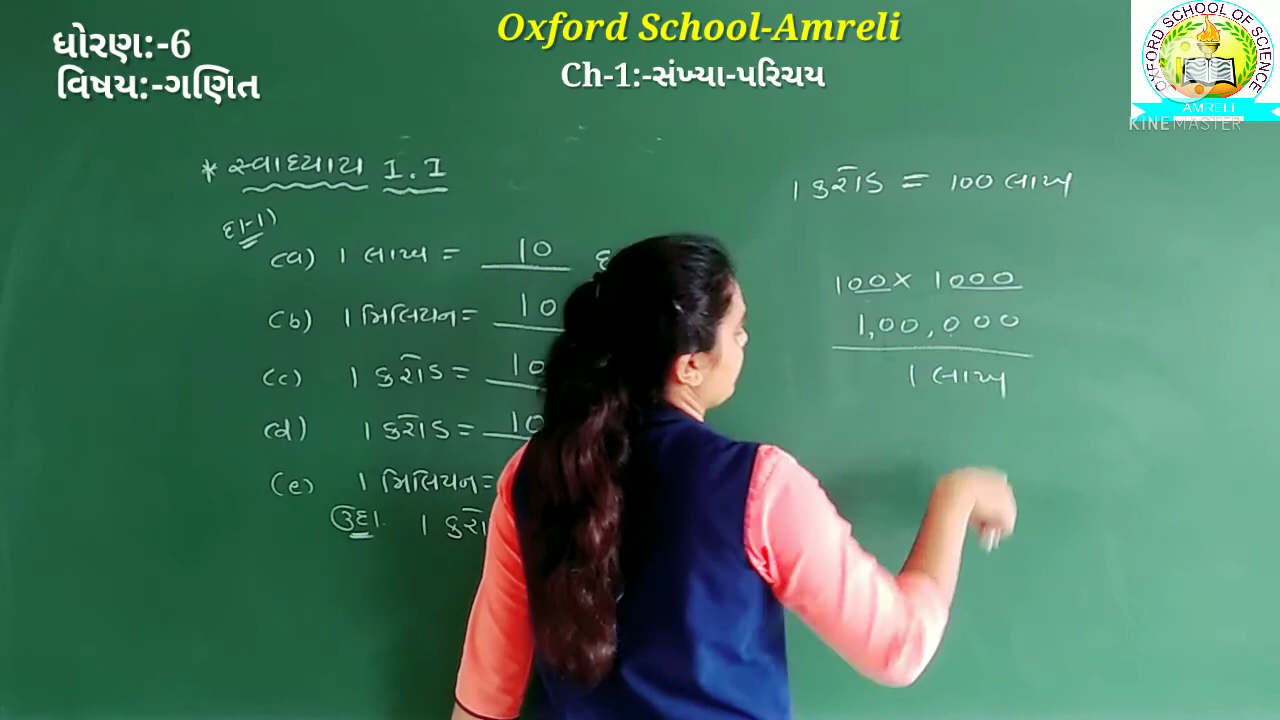 ધોરણ:-6
વિષય:-ગણિત
Oxford School-Amreli
Ch-1:-સંખ્યા-પરિચય
OXFORD SCHOOL OF SCIENCE
AMRELI
KINEMASTER
* સ્વાધ્યાય 1.1
દા-1)
(a) 1 લાખ = 10
(b) 1 મિલિયન = 10
(c) 1 કરોડ = 10
(d) 1 કરોડ = 10
(e) 1 મિલિયન =
ઉદા. 1 કરો
1 કરોડ = 100 લાખ
100 x 1000
1,00,000
1 લાખ